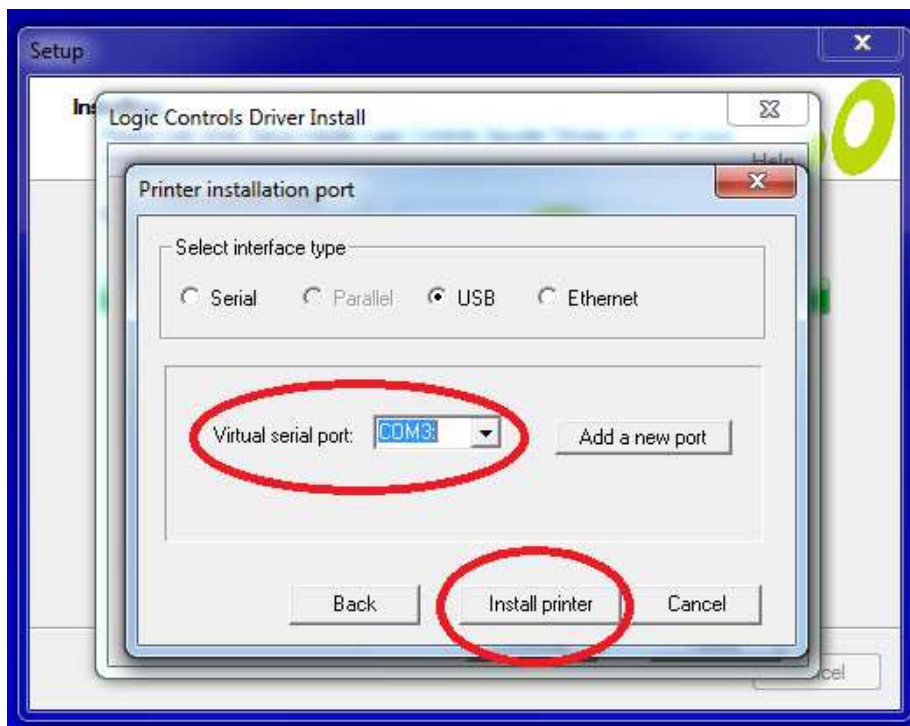 Setup
Logic Controls Driver Install
Help
Printer installation port
Select interface type
Serial Parallel USB Ethernet
Virtual serial port: COM3: Add a new port
Back Install printer Cancel